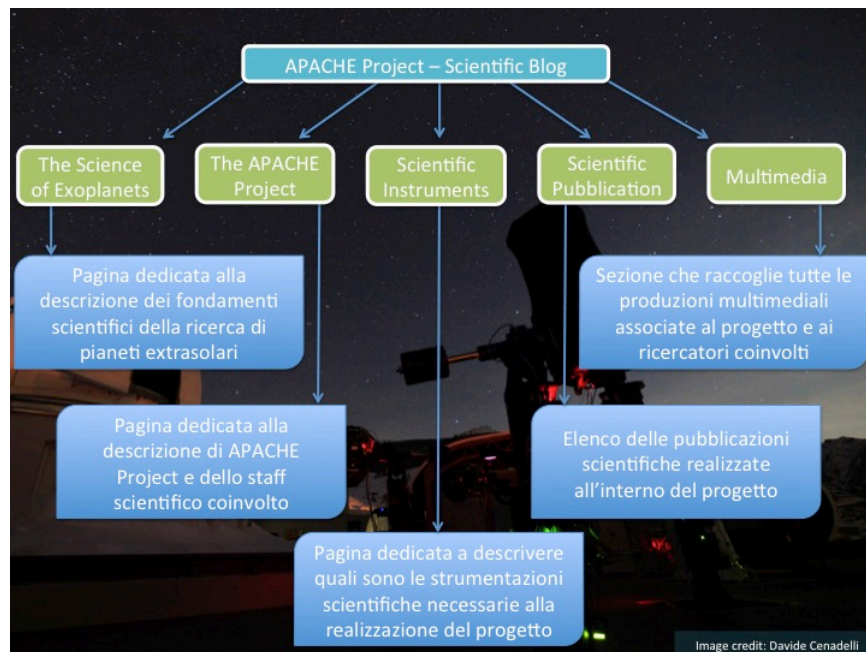 APACHE Project – Scientific Blog
The Science
of Exoplanets
The APACHE
Project
Scientific
Instruments
Scientific
Pubblication
Multimedia
Pagina dedicata alla
descrizione dei fondamenti
scientifici della ricerca di
pianeti extrasolari
Sezione che raccoglie tutte le
produzioni multimediali
associate al progetto e ai
ricercatori coinvolti
Pagina dedicata alla
descrizione di APACHE
Project e dello staff
scientifico coinvolto
Elenco delle pubblicazioni
scientifiche realizzate
all’interno del progetto
Pagina dedicata a descrivere
quali sono le strumentazioni
scientifiche necessarie alla
realizzazione del progetto
Image credit: Davide Cenadelli